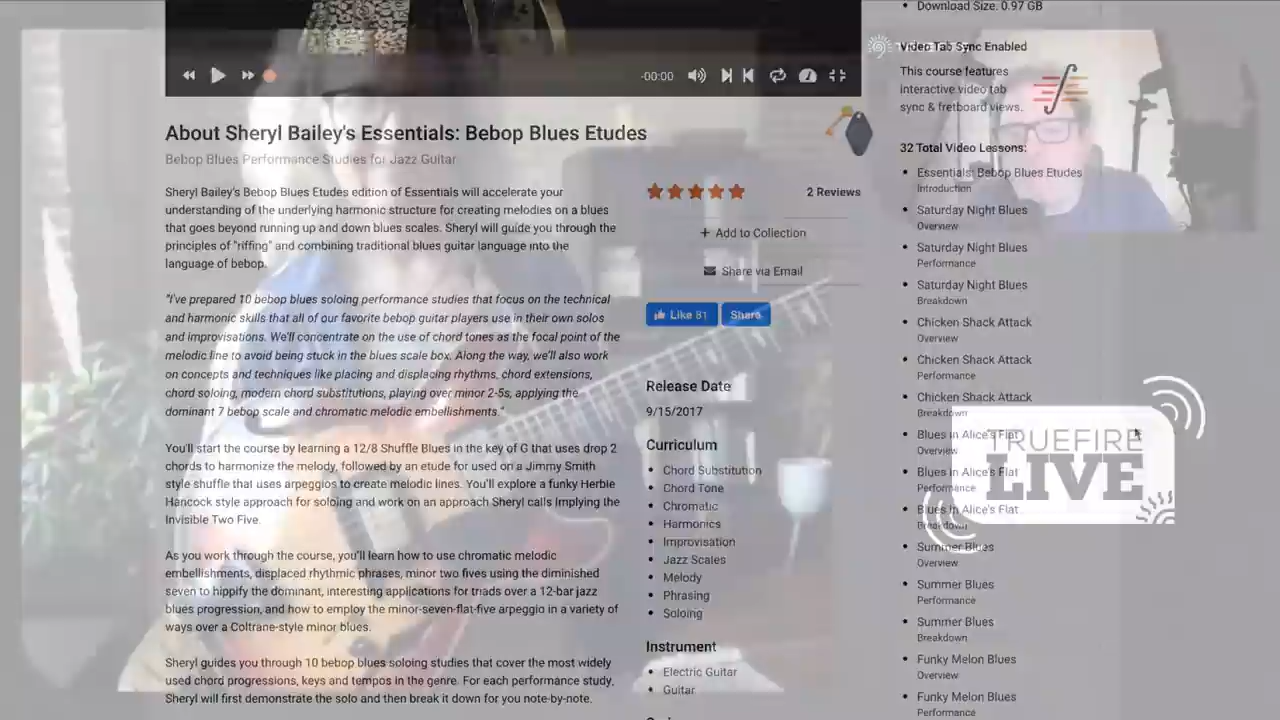 Download Size: 0.97 GB
-00:00
Video Tab Sync Enabled
This course features
interactive video tab
sync & fretboard views.
About Sheryl Bailey's Essentials: Bebop Blues Etudes
Bebop Blues Performance Studies for Jazz Guitar
Sheryl Bailey's Bebop Blues Etudes edition of Essentials will accelerate your
understanding of the underlying harmonic structure for creating melodies on a blues
that goes beyond running up and down blues scales. Sheryl will guide you through the
principles of "riffing" and combining traditional blues guitar language into the
language of bebop.
"I've prepared 10 bebop blues soloing performance studies that focus on the technical
and harmonic skills that all of our favorite bebop guitar players use in their own solos
and improvisations. We'll concentrate on the use of chord tones as the focal point of the
melodic line to avoid being stuck in the blues scale box. Along the way, we'll also work
on concepts and techniques like placing and displacing rhythms, chord extensions,
chord soloing, modern chord substitutions, playing over minor 2-5s, applying the
dominant 7 bebop scale and chromatic melodic embellishments."
You'll start the course by learning a 12/8 Shuffle Blues in the key of G that uses drop 2
chords to harmonize the melody, followed by an etude for used on a Jimmy Smith
style shuffle that uses arpeggios to create melodic lines. You'll explore a funky Herbie
Hancock style approach for soloing and work on an approach Sheryl calls Implying the
Invisible Two Five.
As you work through the course, you'll learn how to use chromatic melodic
embellishments, displaced rhythmic phrases, minor two fives using the diminished
seven to hippify the dominant, interesting applications for triads over a 12-bar jazz
blues progression, and how to employ the minor-seven-flat-five arpeggio in a variety of
ways over a Coltrane-style minor blues.
Sheryl guides you through 10 bebop blues soloing studies that cover the most widely
used chord progressions, keys and tempos in the genre. For each performance study,
Sheryl will first demonstrate the solo and then break it down for you note-by-note.
2 Reviews
+ Add to Collection
Share via Email
Like 81
Share
Release Date
9/15/2017
Curriculum
Chord Substitution
Chord Tone
Chromatic
Harmonics
Improvisation
Jazz Scales
Melody
Phrasing
Soloing
Instrument
Electric Guitar
Guitar
32 Total Video Lessons:
Essentials: Bebop Blues Etudes
Introduction
Saturday Night Blues
Overview
Saturday Night Blues
Performance
Saturday Night Blues
Breakdown
Chicken Shack Attack
Overview
Chicken Shack Attack
Performance
Chicken Shack Attack
Breakdown
Blues in Alice's Flat
Overview
Blues in Alice's Flat
Performance
Blues in Alice's Flat
Breakdown
Summer Blues
Overview
Summer Blues
Performance
Summer Blues
Breakdown
Funky Melon Blues
Overview
Funky Melon Blues
Performance
TRUEFIRE
LIVE